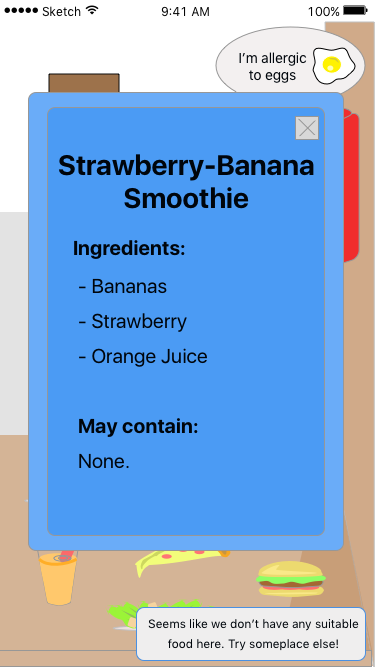 Sketch 9:41 AM 100%
I'm allergic
to eggs
Strawberry-Banana
Smoothie
Ingredients:
- Bananas
- Strawberry
- Orange Juice
May contain:
None.
Seems like we don't have any suitable
food here. Try someplace else!